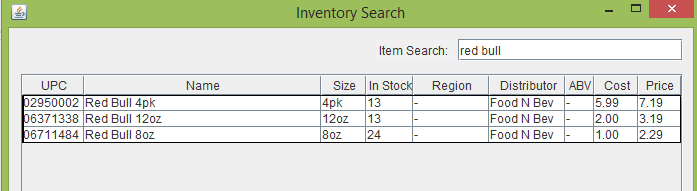 Inventory Search
Item Search: red bull
UPC Name Size In Stock Region Distributor ABV Cost Price
02950002 Red Bull 4pk 4pk 13 - Food N Bev - 5.99 7.19
06371338 Red Bull 12oz 12oz 13 - Food N Bev - 2.00 3.19
06711484 Red Bull 8oz 8oz 24 - Food N Bev - 1.00 2.29